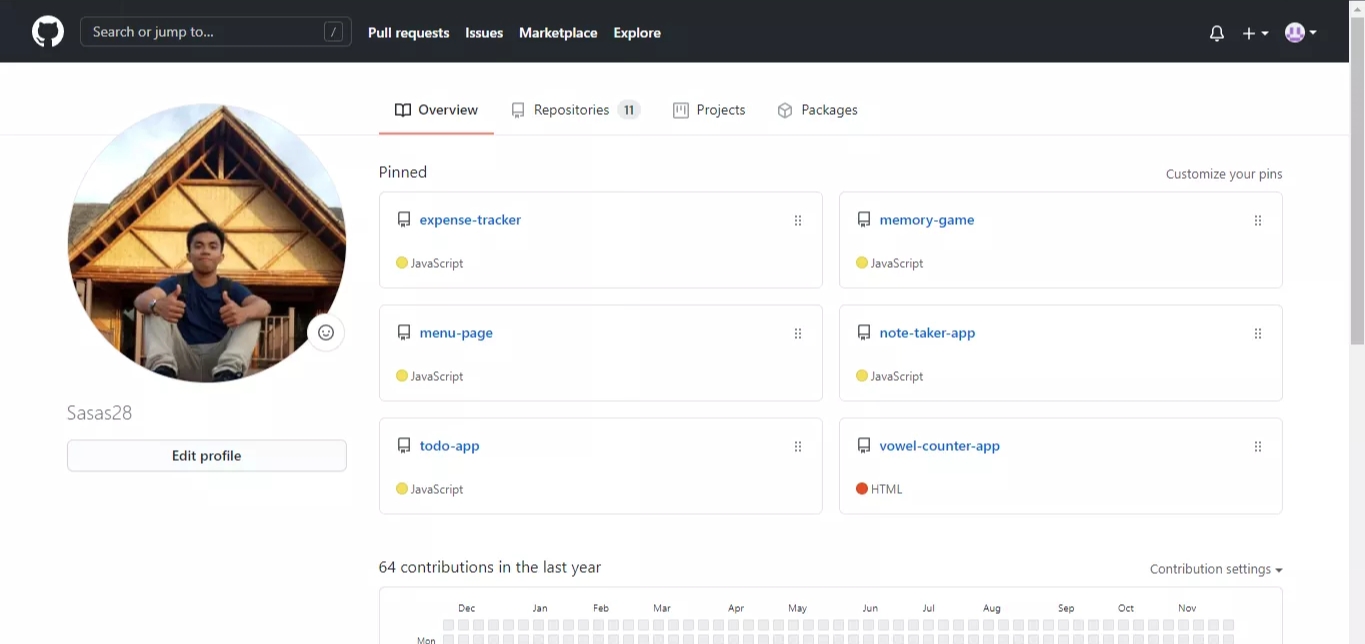 Search or jump to... / Pull requests Issues Marketplace Explore
Overview Repositories 11 Projects Packages
Pinned Customize your pins
expense-tracker
JavaScript
memory-game
JavaScript
menu-page
JavaScript
note-taker-app
JavaScript
todo-app
JavaScript
vowel-counter-app
HTML
Sasas28
Edit profile
64 contributions in the last year Contribution settings
Dec Jan Feb Mar Apr May Jun Jul Aug Sep Oct Nov
Mon